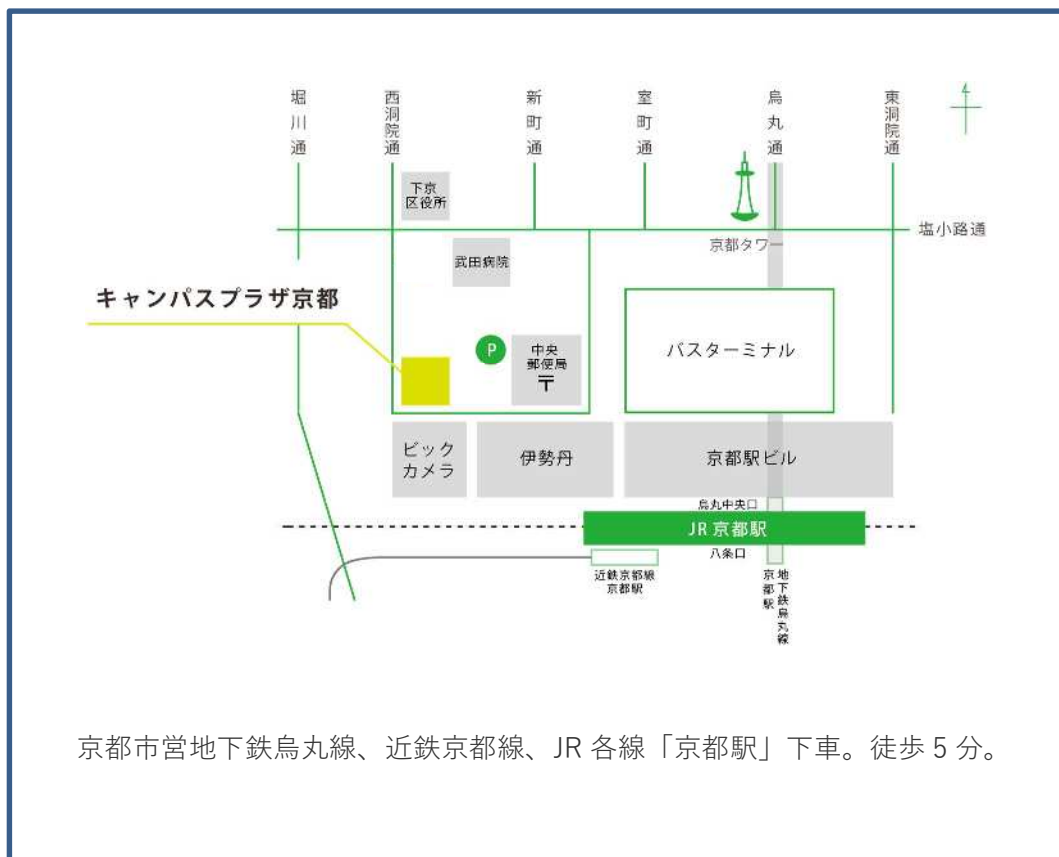 堀川通
西洞院通
新町通
室町通
烏丸通
東洞院通
下京
区役所
塩小路通
京都タワー
武田病院
キャンパスプラザ京都
P
中央
郵便局
〒
バスターミナル
ビック
カメラ
伊勢丹
京都駅ビル
烏丸中央口
JR 京都駅
八条口
近鉄京都線
京都駅
地下鉄烏丸線
京都駅
京都市営地下鉄烏丸線、近鉄京都線、JR 各線「京都駅」下車。徒歩 5 分。